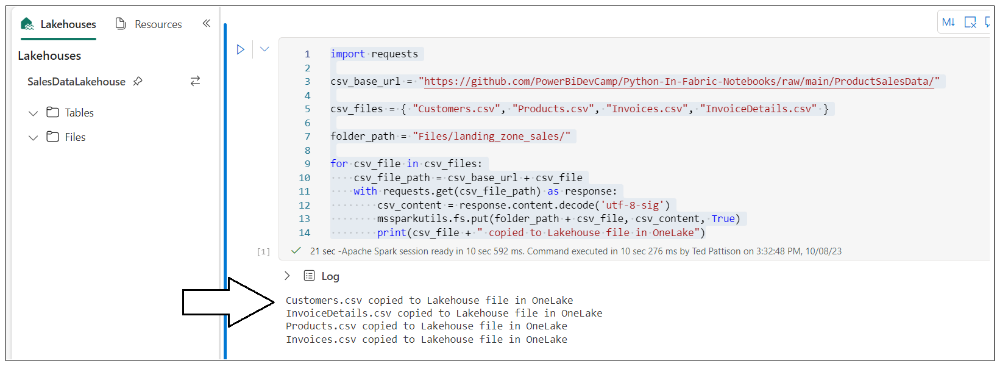 Lakehouses
Resources
Lakehouses
SalesDataLakehouse
Tables
Files
M↓
1 import requests
2
3 csv_base_url = "https://github.com/PowerBiDevCamp/Python-In-Fabric-Notebooks/raw/main/ProductSalesData/"
4
5 csv_files = { "Customers.csv", "Products.csv", "Invoices.csv", "InvoiceDetails.csv" }
6
7 folder_path = "Files/landing_zone_sales/"
8
9 for csv_file in csv_files:
10     csv_file_path = csv_base_url + csv_file
11     with requests.get(csv_file_path) as response:
12         csv_content = response.content.decode('utf-8-sig')
13         mssparkutils.fs.put(folder_path + csv_file, csv_content, True)
14         print(csv_file + " copied to Lakehouse file in OneLake")
[1] 21 sec -Apache Spark session ready in 10 sec 592 ms. Command executed in 10 sec 276 ms by Ted Pattison on 3:32:48 PM, 10/08/23
Log
Customers.csv copied to Lakehouse file in OneLake
InvoiceDetails.csv copied to Lakehouse file in OneLake
Products.csv copied to Lakehouse file in OneLake
Invoices.csv copied to Lakehouse file in OneLake